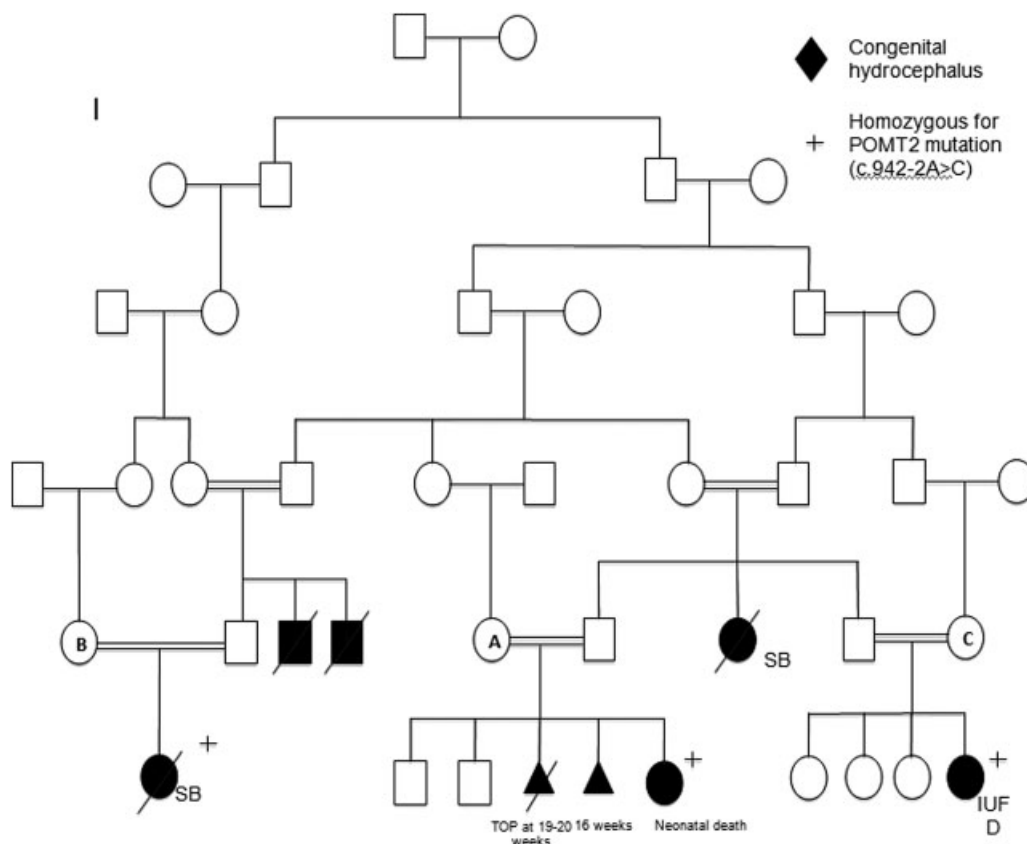 Congenital
hydrocephalus
I
Homozygous for
POMT2 mutation
(c.942-2A>C)
+
B
A
C
SB
+
SB
+
+
IUF
D
TOP at 19-20
weeks
16 weeks
Neonatal death